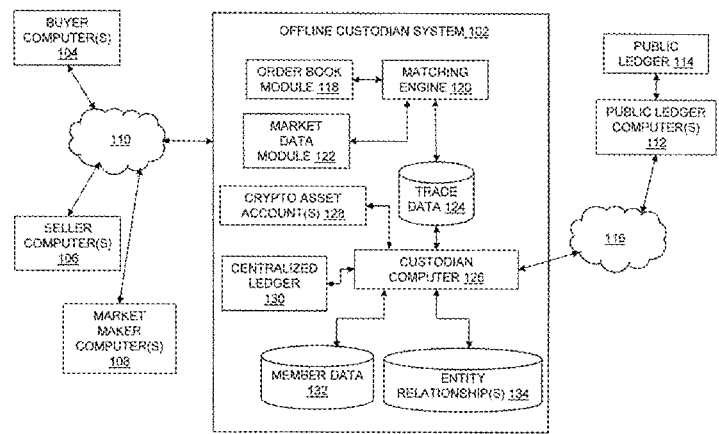 BUYER
COMPUTER(S)
104
110
SELLER
COMPUTER(S)
106
MARKET
MAKER
COMPUTER(S)
108
OFFLINE CUSTODIAN SYSTEM 102
ORDER BOOK
MODULE 118
MATCHING
ENGINE 120
MARKET
DATA
MODULE 122
TRADE
DATA 124
CRYPTO ASSET
ACCOUNT(S) 128
CUSTODIAN
COMPUTER 126
CENTRALIZED
LEDGER
130
MEMBER DATA
132
ENTITY
RELATIONSHIP(S) 134
PUBLIC
LEDGER 114
PUBLIC LEDGER
COMPUTER(S)
112
116